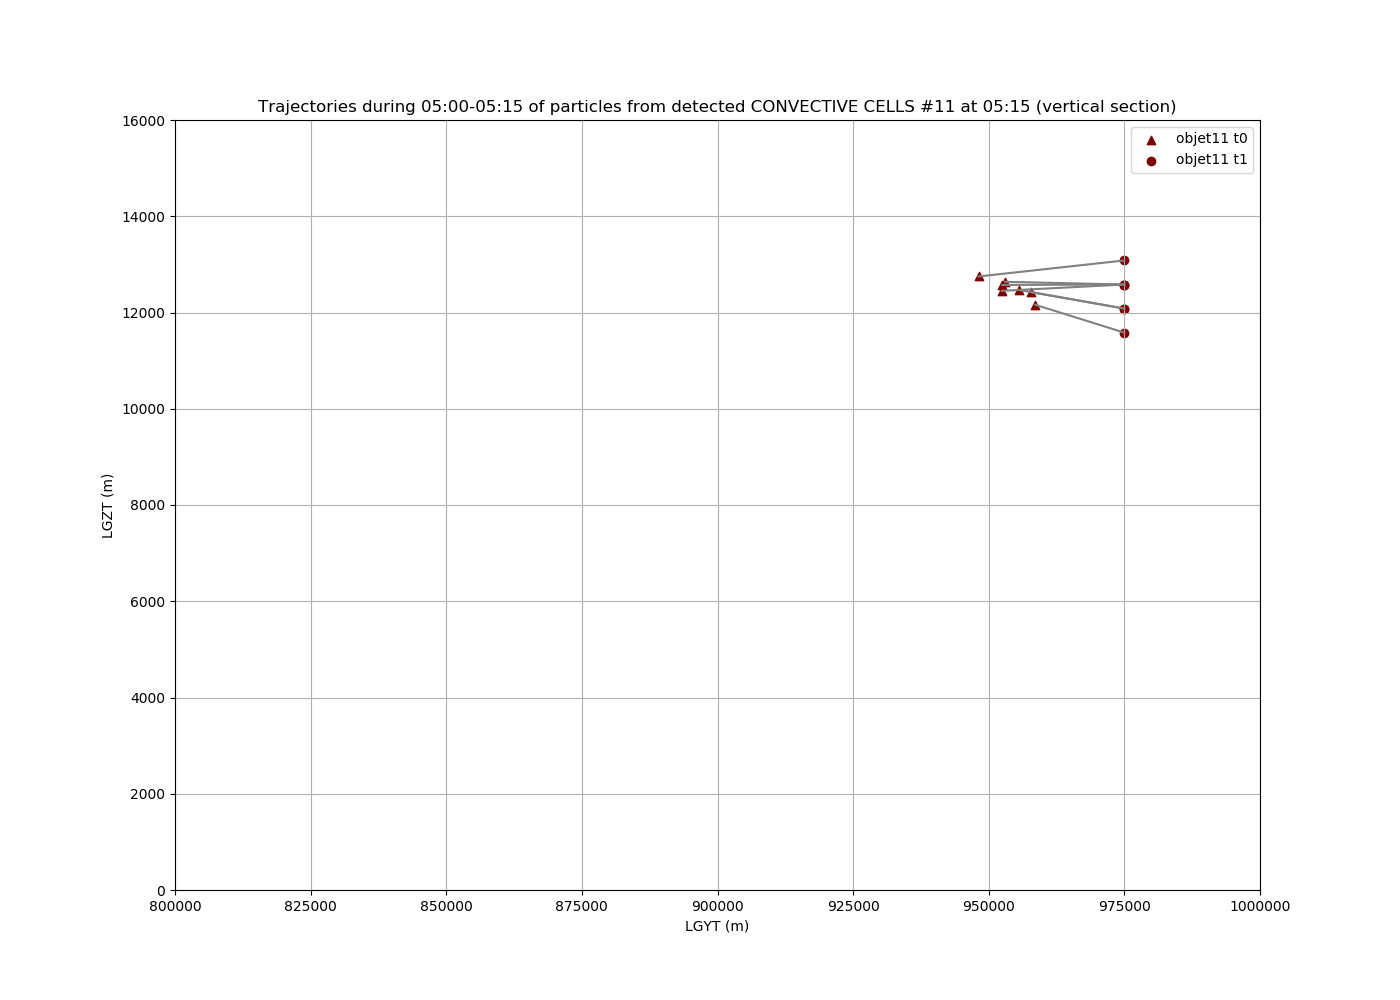 Trajectories during 05:00-05:15 of particles from detected CONVECTIVE CELLS #11 at 05:15 (vertical section)
objet11 t0
objet11 t1
16000
14000
12000
10000
8000
6000
4000
2000
0
LGZT (m)
800000 825000 850000 875000 900000 925000 950000 975000 1000000
LGYT (m)